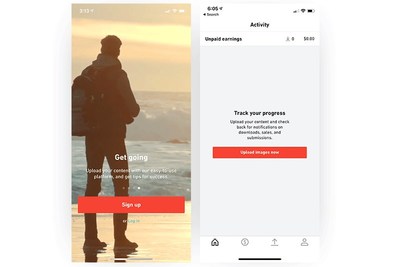 Get going
Upload your content with our easy-to-use
platform, and get tips for success.
Sign up
or Log in
6:05
Search
Activity
Unpaid earnings
0
$0.00
Track your progress
Upload your content and check
back for notifications on
downloads, sales, and
submissions.
Upload images now